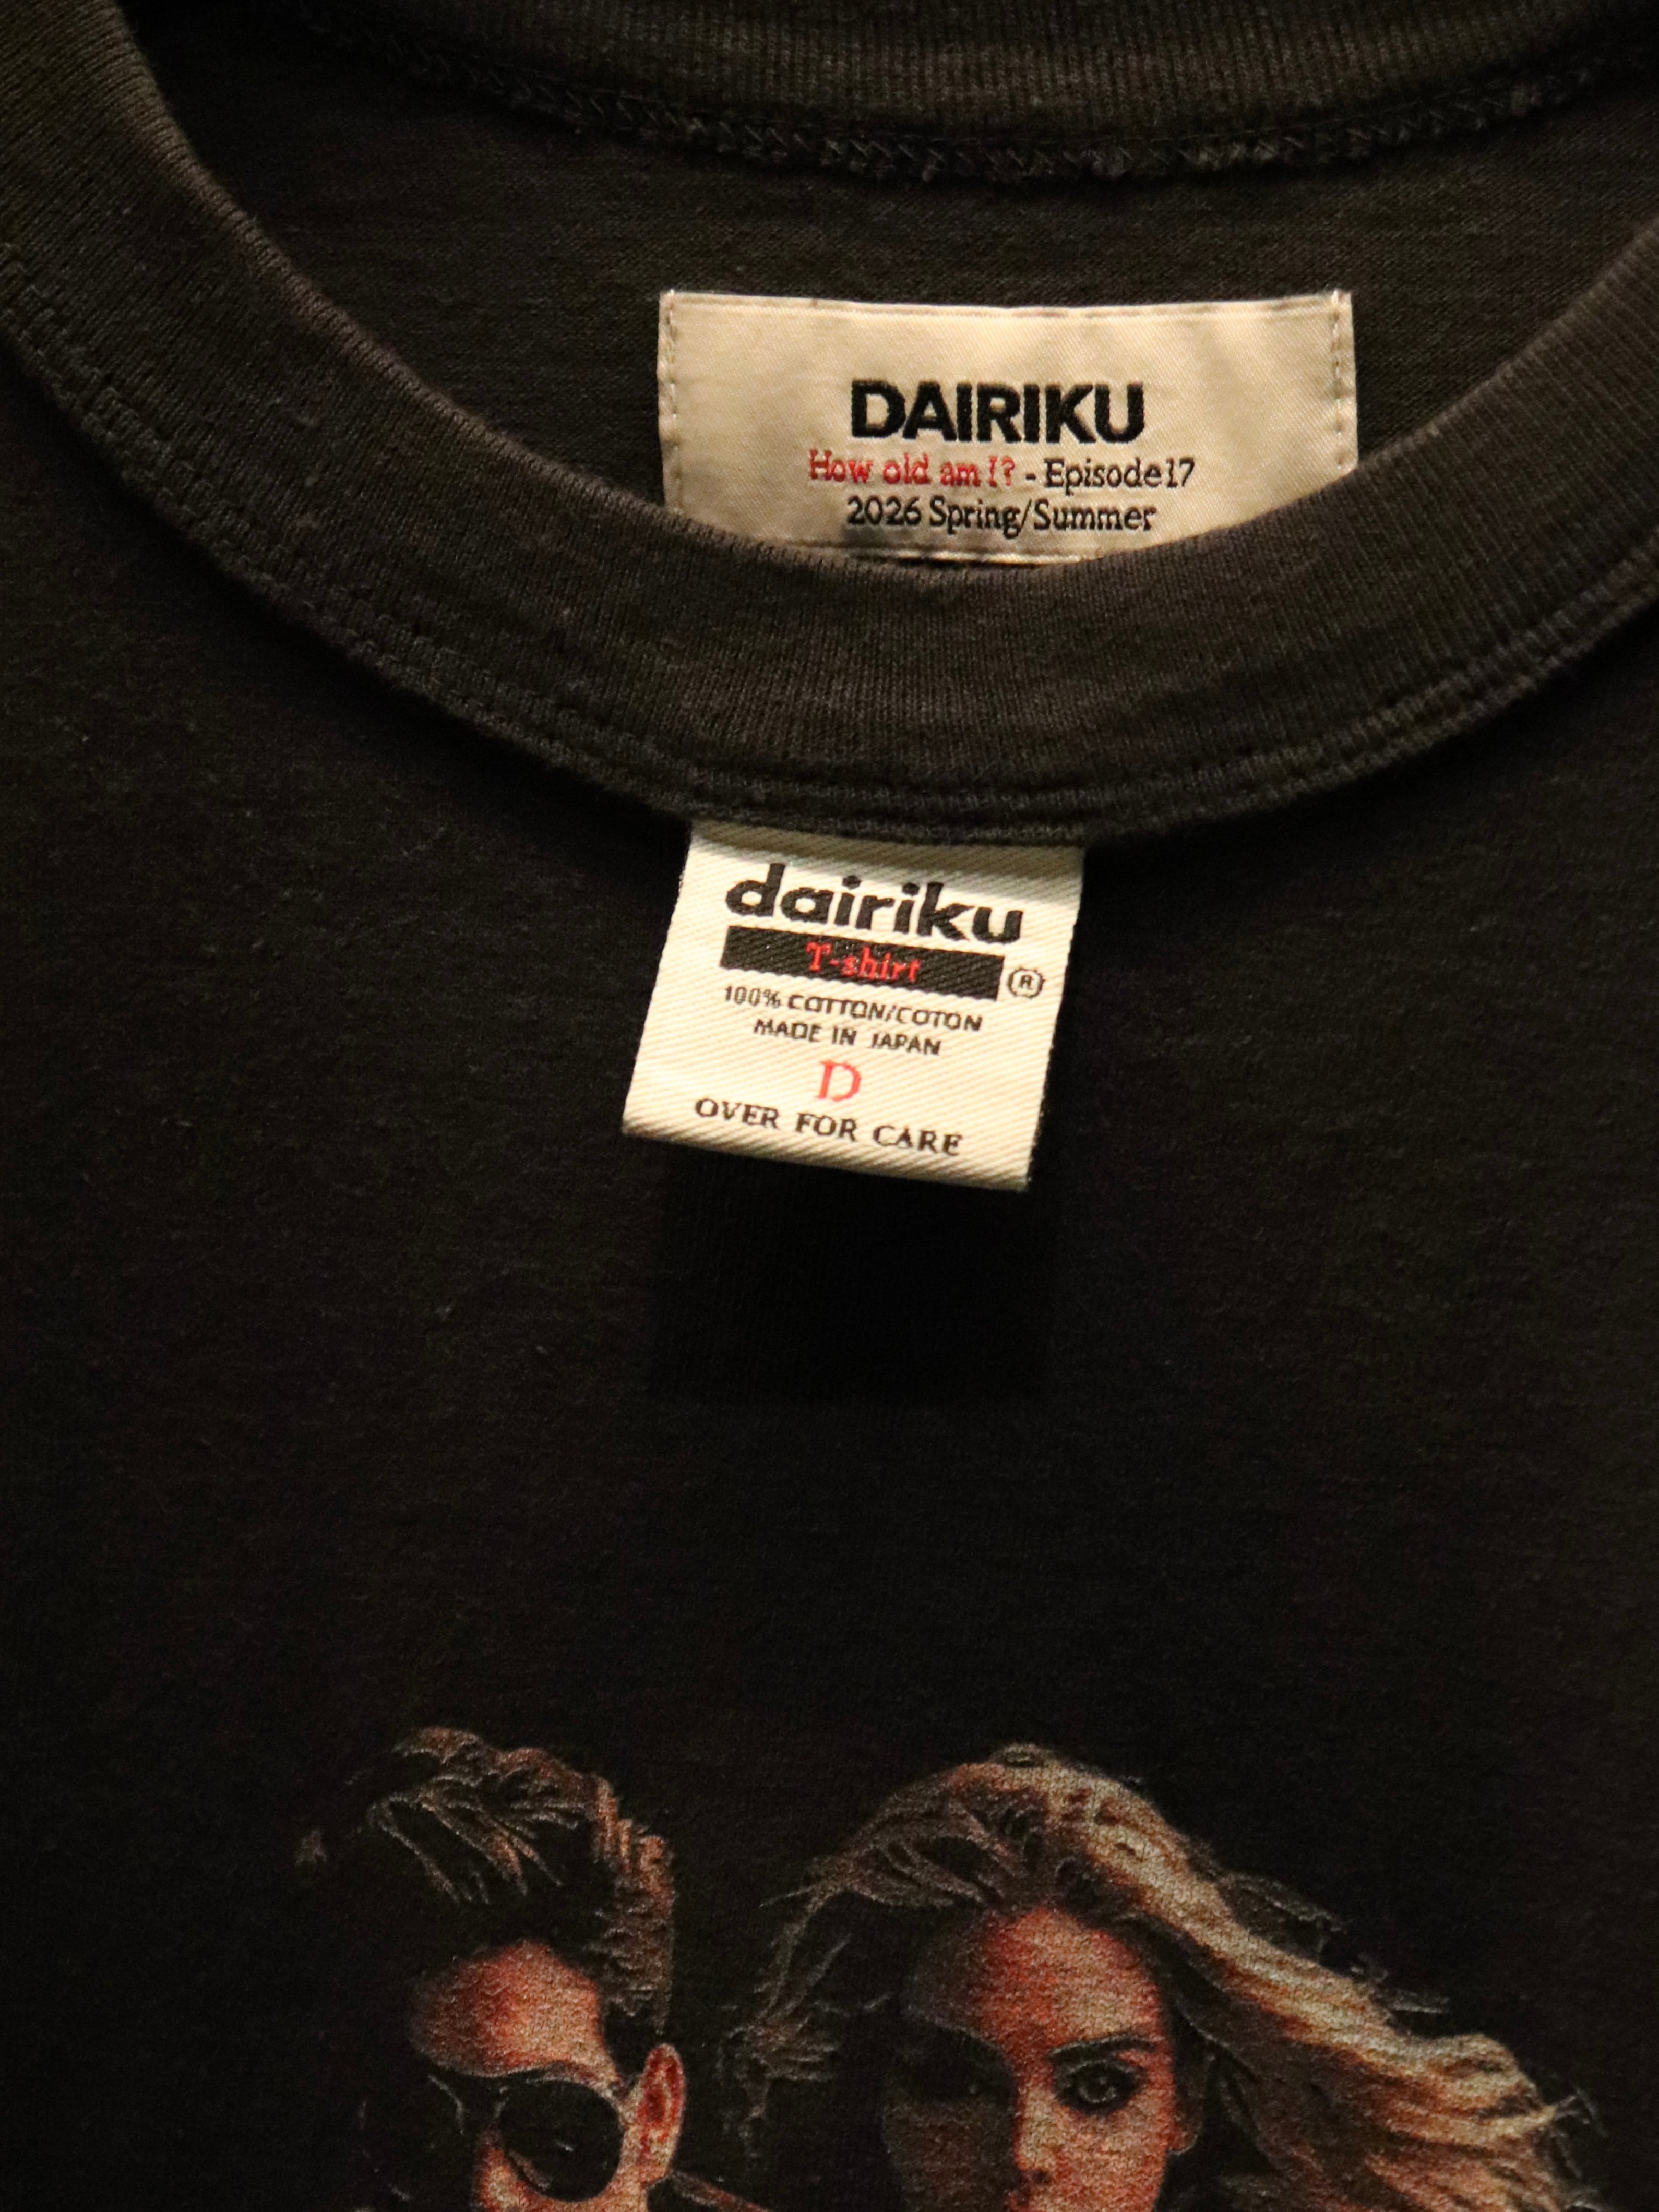 DAIRIKU
How old am I? - Episode17
2026 Spring/Summer
dairiku
T-shirt
®
100% COTTON/COTON
MADE IN JAPAN
D
OVER FOR CARE